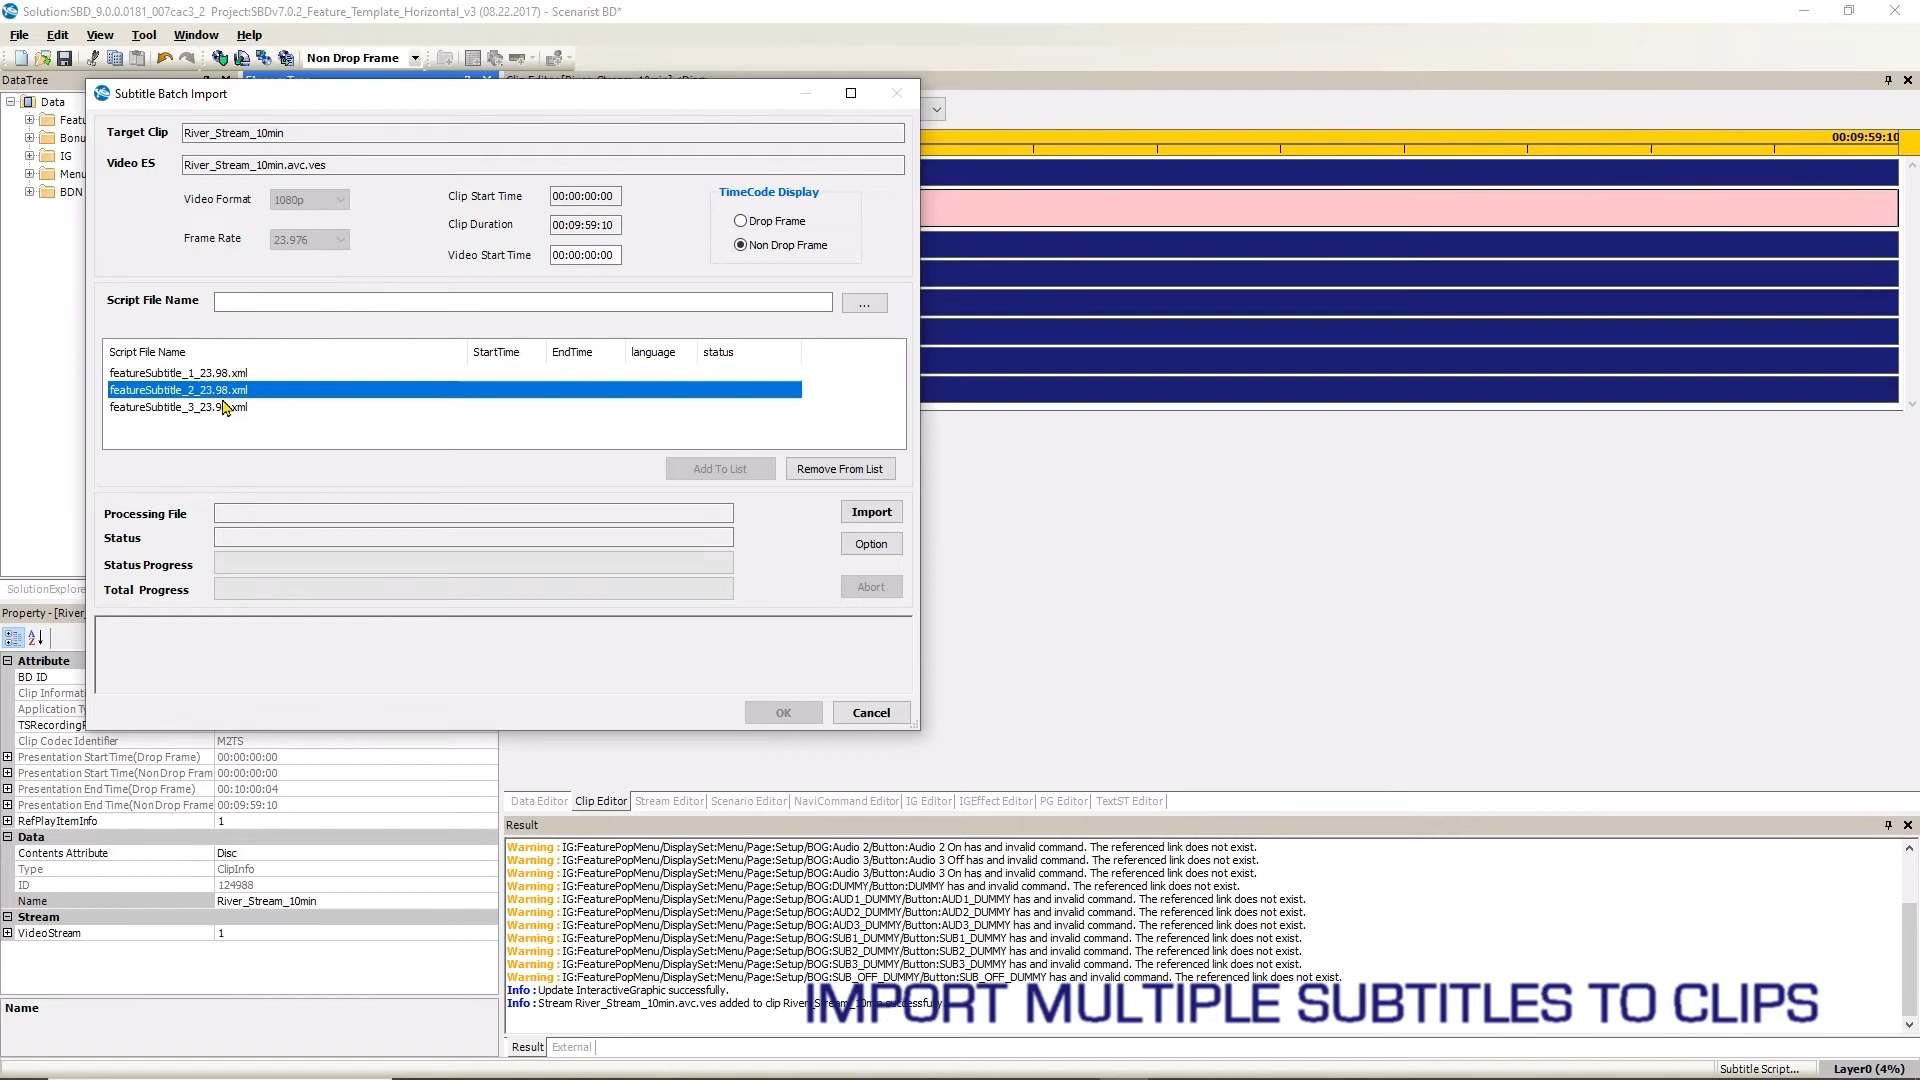 Solution:SBD_9.0.0.0181_007cac3_2 Project:SBDv7.0.2_Feature_Template_Horizontal_v3 (08.22.2017) - Scenarist BD*
File Edit View Tool Window Help
Non Drop Frame
DataTree
Data
Featu
Bonu
IG
Menu
BDN
SolutionExplore
Subtitle Batch Import
Target Clip River_Stream_10min
Video ES River_Stream_10min.avc.ves
Video Format 1080p
Frame Rate 23.976
Clip Start Time 00:00:00:00
Clip Duration 00:09:59:10
Video Start Time 00:00:00:00
TimeCode Display
Drop Frame
Non Drop Frame
Script File Name ...
Script File Name StartTime EndTime language status
featureSubtitle_1_23.98.xml
featureSubtitle_2_23.98.xml
featureSubtitle_3_23.9 .xml
Add To List Remove From List
Processing File Import
Status Option
Status Progress
Total Progress Abort
OK Cancel
00:09:59:10
Property - [River
Attribute
BD ID
Clip Informati
Application Ty
TSRecordingR
Clip Codec Identifier M2TS
Presentation StartTime(Drop Frame) 00:00:00:00
Presentation Start Time(NonDrop Fram 00:00:00:00
Presentation End Time(Drop Frame) 00:10:00:04
Presentation End Time(NonDrop Frame 00:09:59:10
RefPlayItemInfo 1
Data
Contents Attribute Disc
Type ClipInfo
ID 124988
Name River_Stream_10min
Stream
VideoStream 1
Name
Data Editor Clip Editor Stream Editor Scenario Editor NaviCommand Editor IG Editor IGEffect Editor PG Editor TextST Editor
Result
Warning : IG:FeaturePopMenu/DisplaySet:Menu/Page:Setup/BOG:Audio 2/Button:Audio 2 On has and invalid command. The referenced link does not exist.
Warning : IG:FeaturePopMenu/DisplaySet:Menu/Page:Setup/BOG:Audio 3/Button:Audio 3 Off has and invalid command. The referenced link does not exist.
Warning : IG:FeaturePopMenu/DisplaySet:Menu/Page:Setup/BOG:Audio 3/Button:Audio 3 On has and invalid command. The referenced link does not exist.
Warning : IG:FeaturePopMenu/DisplaySet:Menu/Page:Setup/BOG:DUMMY/Button:DUMMY has and invalid command. The referenced link does not exist.
Warning : IG:FeaturePopMenu/DisplaySet:Menu/Page:Setup/BOG:AUD1_DUMMY/Button:AUD1_DUMMY has and invalid command. The referenced link does not exist.
Warning : IG:FeaturePopMenu/DisplaySet:Menu/Page:Setup/BOG:AUD2_DUMMY/Button:AUD2_DUMMY has and invalid command. The referenced link does not exist.
Warning : IG:FeaturePopMenu/DisplaySet:Menu/Page:Setup/BOG:AUD3_DUMMY/Button:AUD3_DUMMY has and invalid command. The referenced link does not exist.
Warning : IG:FeaturePopMenu/DisplaySet:Menu/Page:Setup/BOG:SUB1_DUMMY/Button:SUB1_DUMMY has and invalid command. The referenced link does not exist.
Warning : IG:FeaturePopMenu/DisplaySet:Menu/Page:Setup/BOG:SUB2_DUMMY/Button:SUB2_DUMMY has and invalid command. The referenced link does not exist.
Warning : IG:FeaturePopMenu/DisplaySet:Menu/Page:Setup/BOG:SUB3_DUMMY/Button:SUB3_DUMMY has and invalid command. The referenced link does not exist.
Warning : IG:FeaturePopMenu/DisplaySet:Menu/Page:Setup/BOG:SUB_OFF_DUMMY/Button:SUB_OFF_DUMMY has and invalid command. The referenced link does not exist.
Info : Update InteractiveGraphic successfully.
Info : Stream River_Stream_10min.avc.ves added to clip River_Stream_10min successfully.
IMPORT MULTIPLE SUBTITLES TO CLIPS
Result External
Subtitle Script... Layer0 (4%)